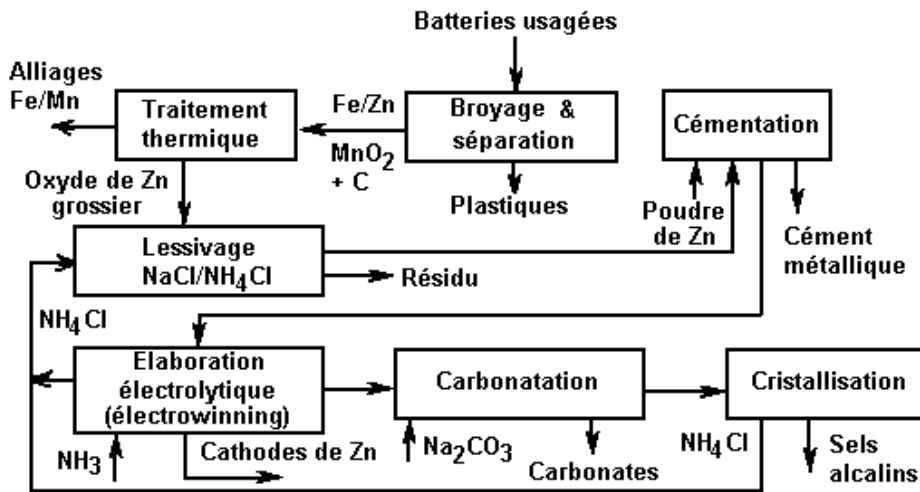 Batteries usagées
Alliages
Fe/Mn
Traitement
thermique
Fe/Zn
MnO2
+ C
Broyage &
séparation
Cémentation
Oxyde de Zn
grossier
Plastiques
Poudre
de Zn
Cément
métallique
Lessivage
NaCl/NH4Cl
Résidu
NH4Cl
Elaboration
électrolytique
(électrowinning)
Carbonatation
Cristallisation
NH3
Cathodes de Zn
Na2CO3
Carbonates
NH4Cl
Sels
alcalins